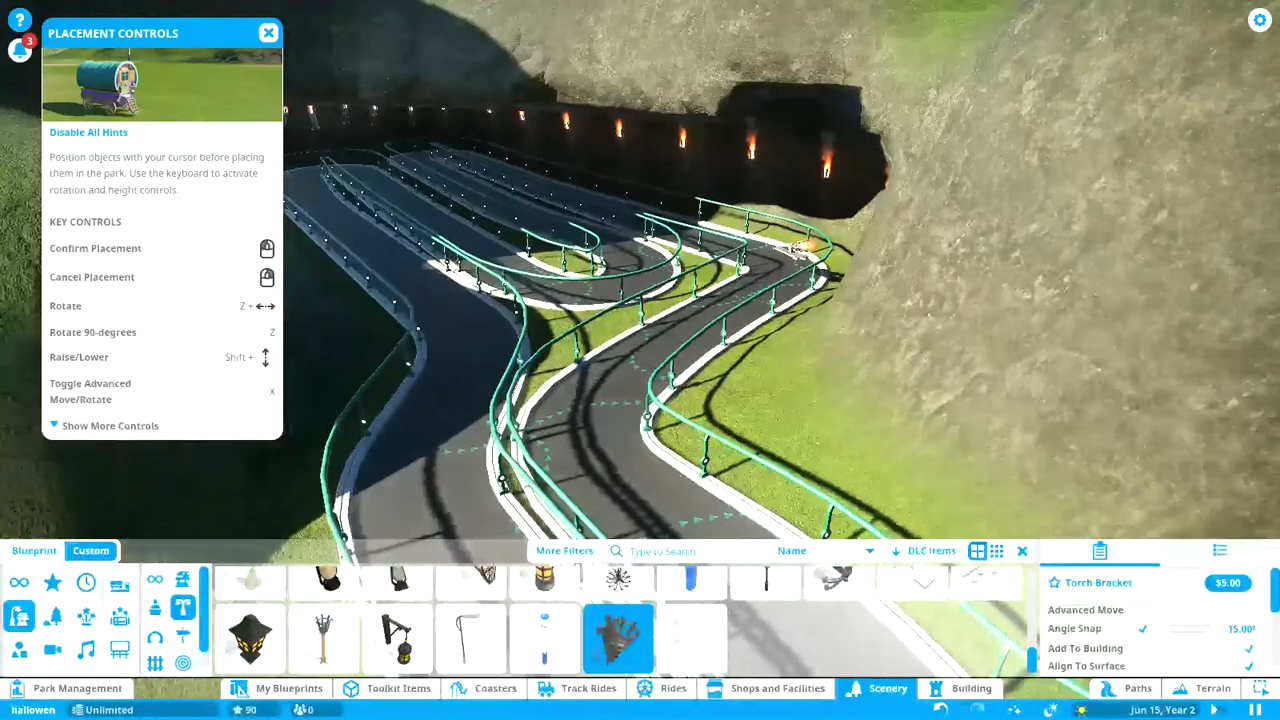 ?
3
PLACEMENT CONTROLS
Disable All Hints
Position objects with your cursor before placing
them in the park. Use the keyboard to activate
rotation and height controls.
KEY CONTROLS
Confirm Placement
Cancel Placement
Rotate Z +
Rotate 90-degrees Z
Raise/Lower Shift +
Toggle Advanced
Move/Rotate X
Show More Controls
Blueprint Custom More Filters Type to Search Name DLC Items
Torch Bracket $5.00
Advanced Move
Angle Snap 15.00°
Add To Building
Align To Surface
Park Management My Blueprints Toolkit Items Coasters Track Rides Rides Shops and Facilities Scenery Building Paths Terrain
hallowen Unlimited 90 0 Jun 15, Year 2